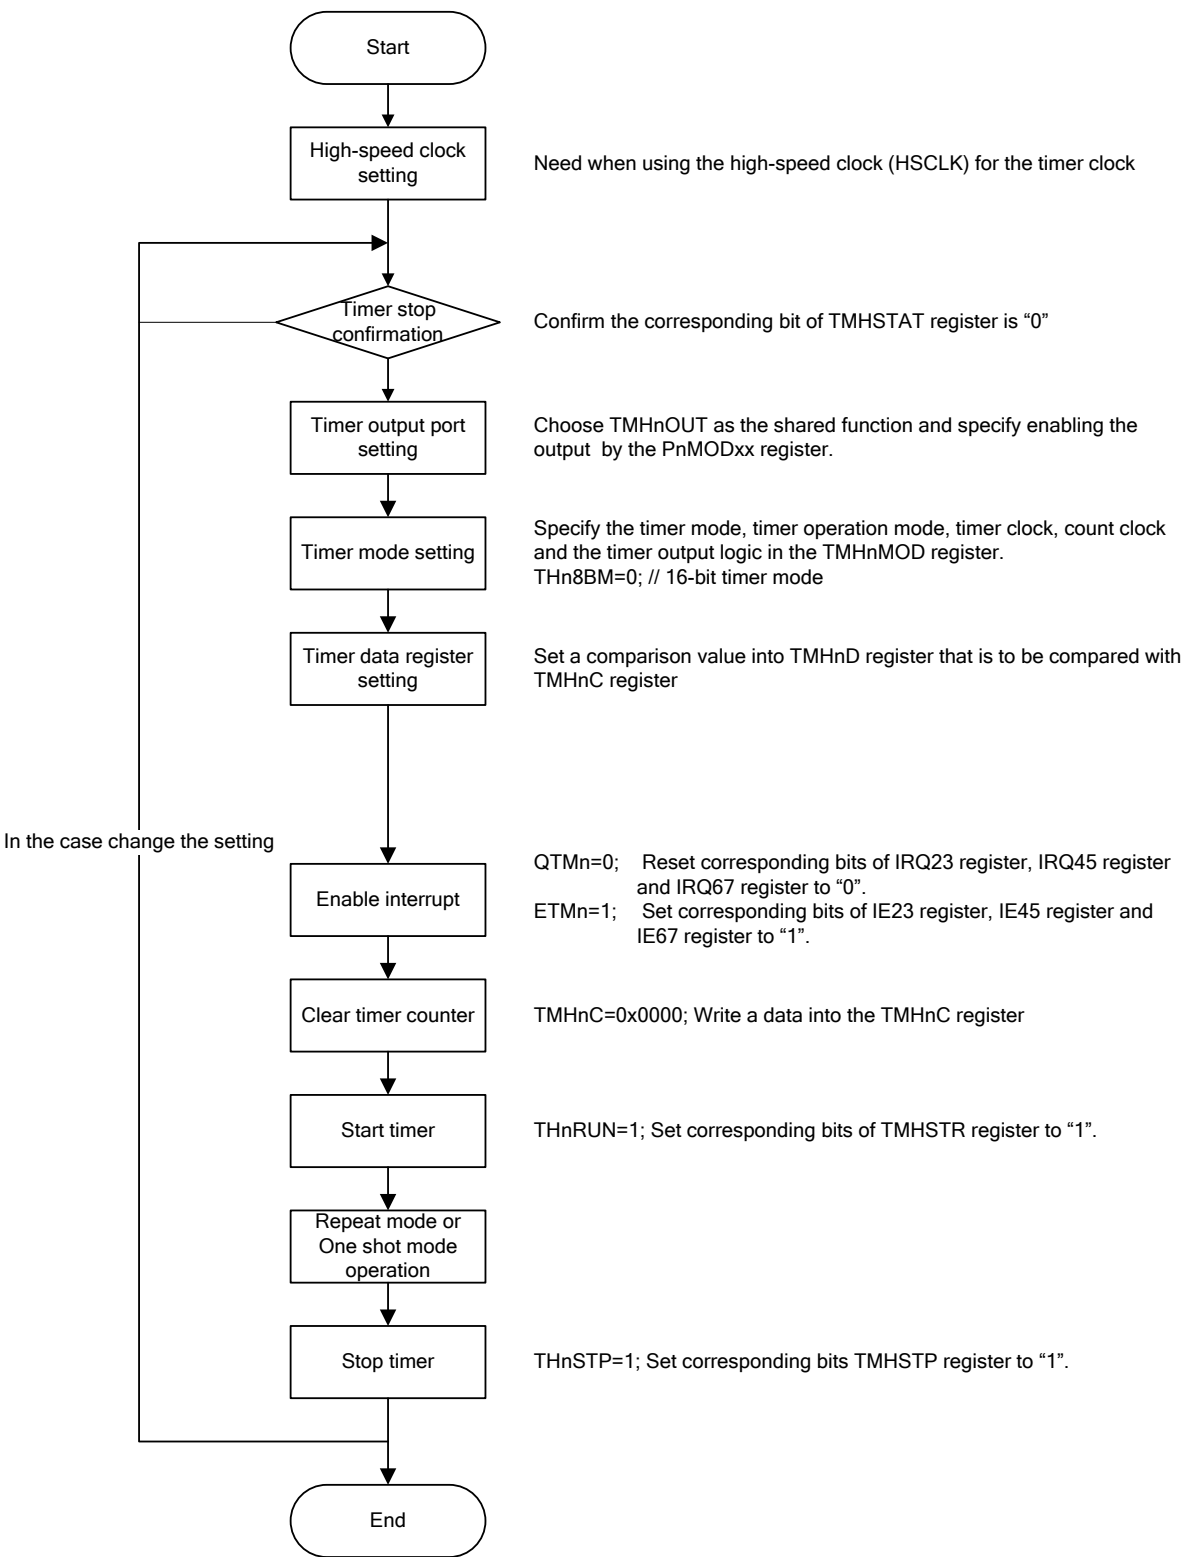 Start
High-speed clock
setting
Need when using the high-speed clock (HSCLK) for the timer clock
Timer stop
confirmation
Confirm the corresponding bit of TMHSTAT register is “0”
Timer output port
setting
Choose TMHnOUT as the shared function and specify enabling the
output  by the PnMODxx register.
Timer mode setting
Specify the timer mode, timer operation mode, timer clock, count clock
and the timer output logic in the TMHnMOD register.
THn8BM=0; // 16-bit timer mode
Timer data register
setting
Set a comparison value into TMHnD register that is to be compared with
TMHnC register
In the case change the setting
Enable interrupt
QTMn=0;    Reset corresponding bits of IRQ23 register, IRQ45 register
and IRQ67 register to “0”.
ETMn=1;    Set corresponding bits of IE23 register, IE45 register and
IE67 register to “1”.
Clear timer counter
TMHnC=0x0000; Write a data into the TMHnC register
Start timer
THnRUN=1; Set corresponding bits of TMHSTR register to “1”.
Repeat mode or
One shot mode
operation
Stop timer
THnSTP=1; Set corresponding bits TMHSTP register to “1”.
End